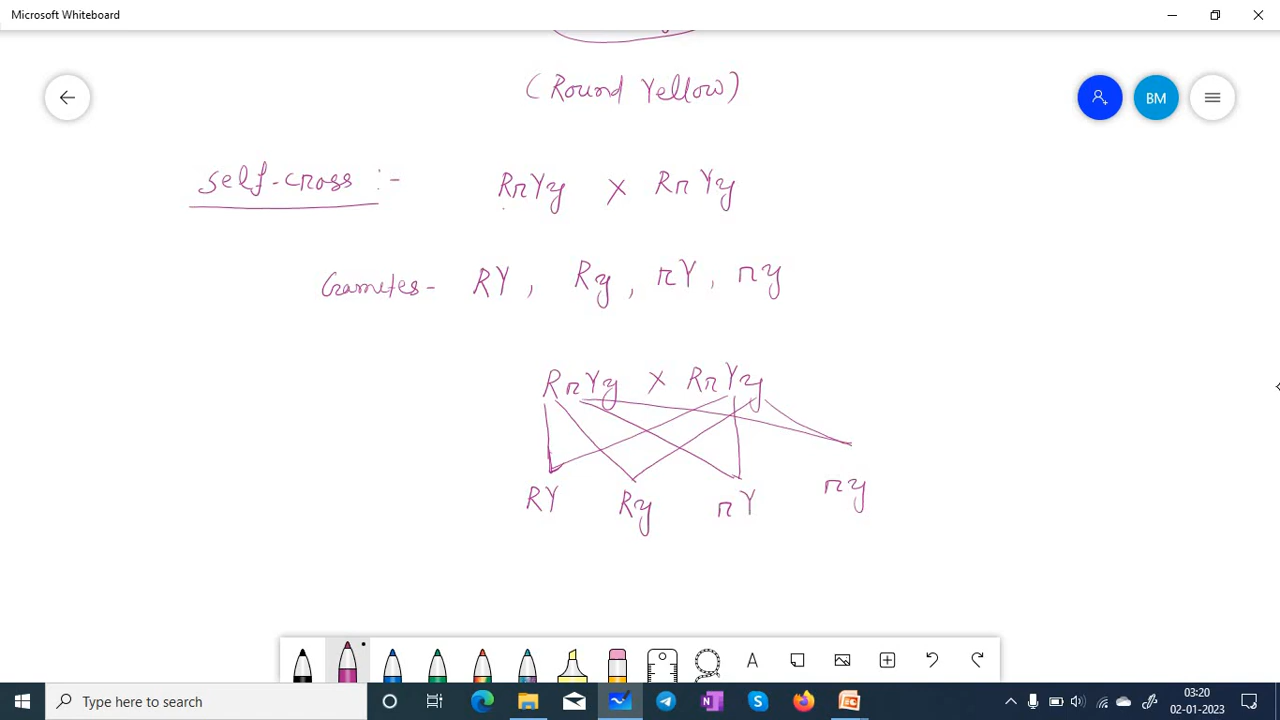 Microsoft Whiteboard
(Round Yellow)
BM
self-cross :- RrYy X RrYy
Gametes - RY, Ry, rY, ry
RrYy X RrYy
RY Ry rY ry
A
Type here to search
03:20
02-01-2023